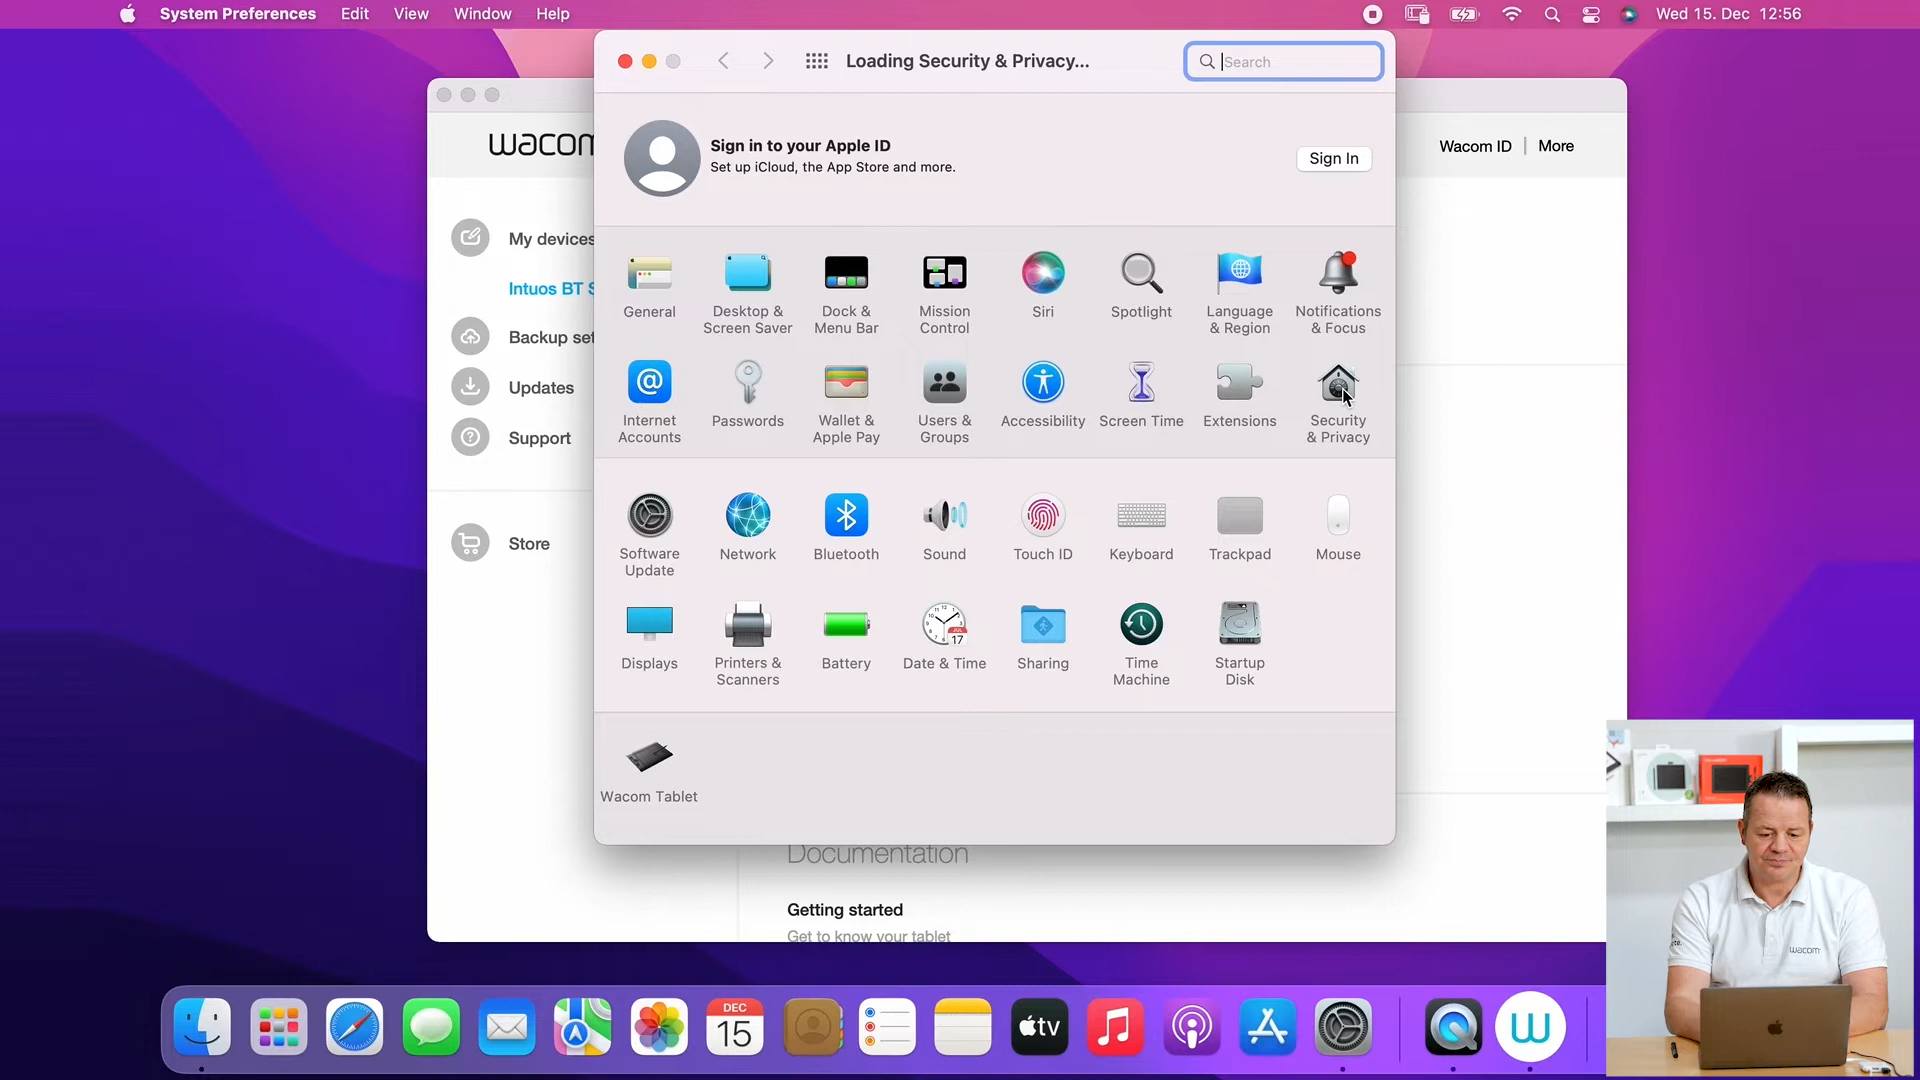 System Preferences Edit View Window Help
Wed 15. Dec 12:56
Loading Security & Privacy...
Search
wacom
Wacom ID | More
Sign in to your Apple ID
Set up iCloud, the App Store and more.
Sign In
My devices
Intuos BT S
Backup set
Updates
Support
Store
General
Desktop &
Screen Saver
Dock &
Menu Bar
Mission
Control
Siri
Spotlight
Language
& Region
Notifications
& Focus
Internet
Accounts
Passwords
Wallet &
Apple Pay
Users &
Groups
Accessibility
Screen Time
Extensions
Security
& Privacy
Software
Update
Network
Bluetooth
Sound
Touch ID
Keyboard
Trackpad
Mouse
Displays
Printers &
Scanners
Battery
JUL
17
Date & Time
Sharing
Time
Machine
Startup
Disk
Wacom Tablet
Documentation
Getting started
Get to know your tablet
DEC
15
tv
wacom